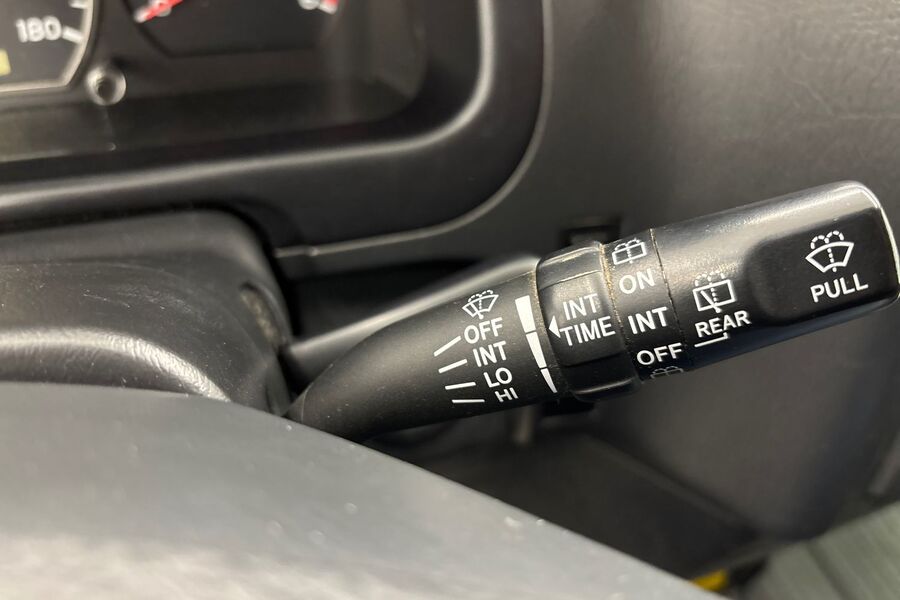 180
OFF
INT
LO
HI
INT
TIME
ON
INT
OFF
REAR
PULL